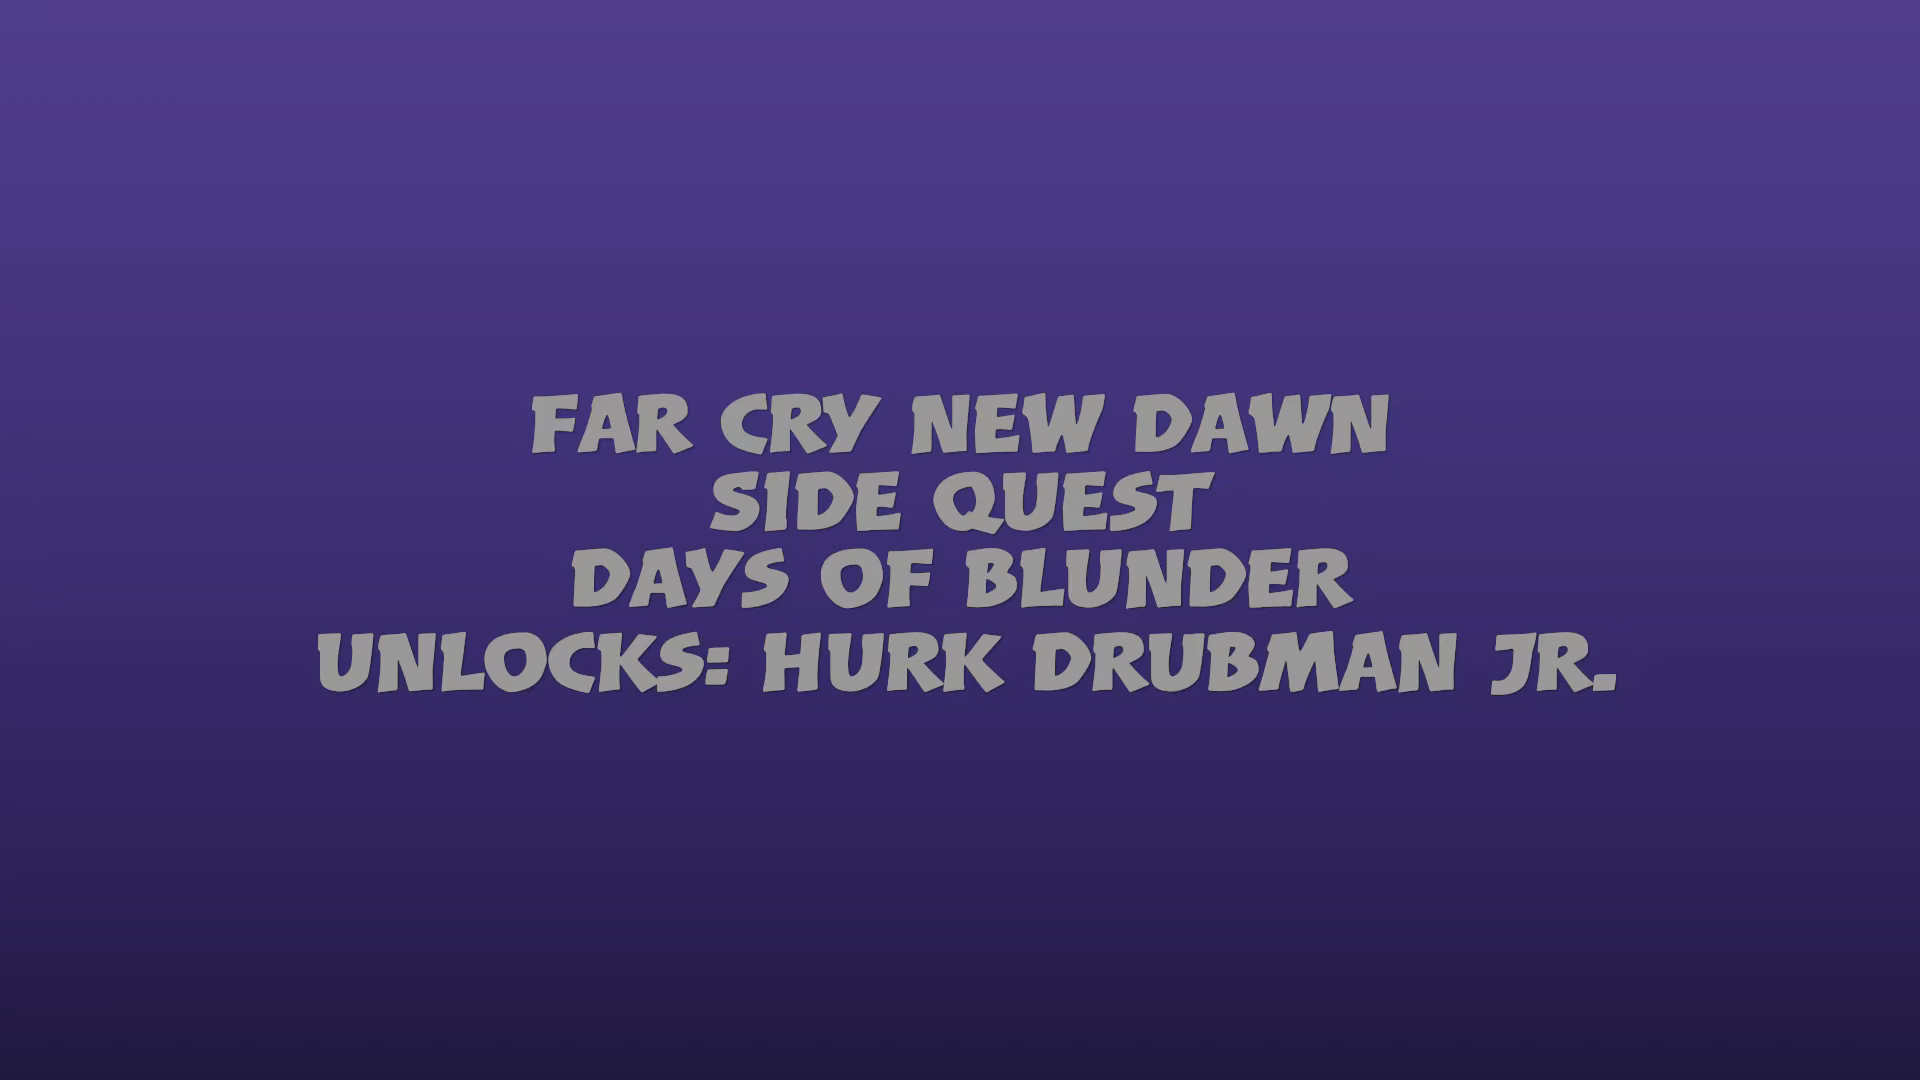 FAR CRY NEW DAWN
SIDE QUEST
DAYS OF BLUNDER
UNLOCKS: HURK DRUBMAN JR.